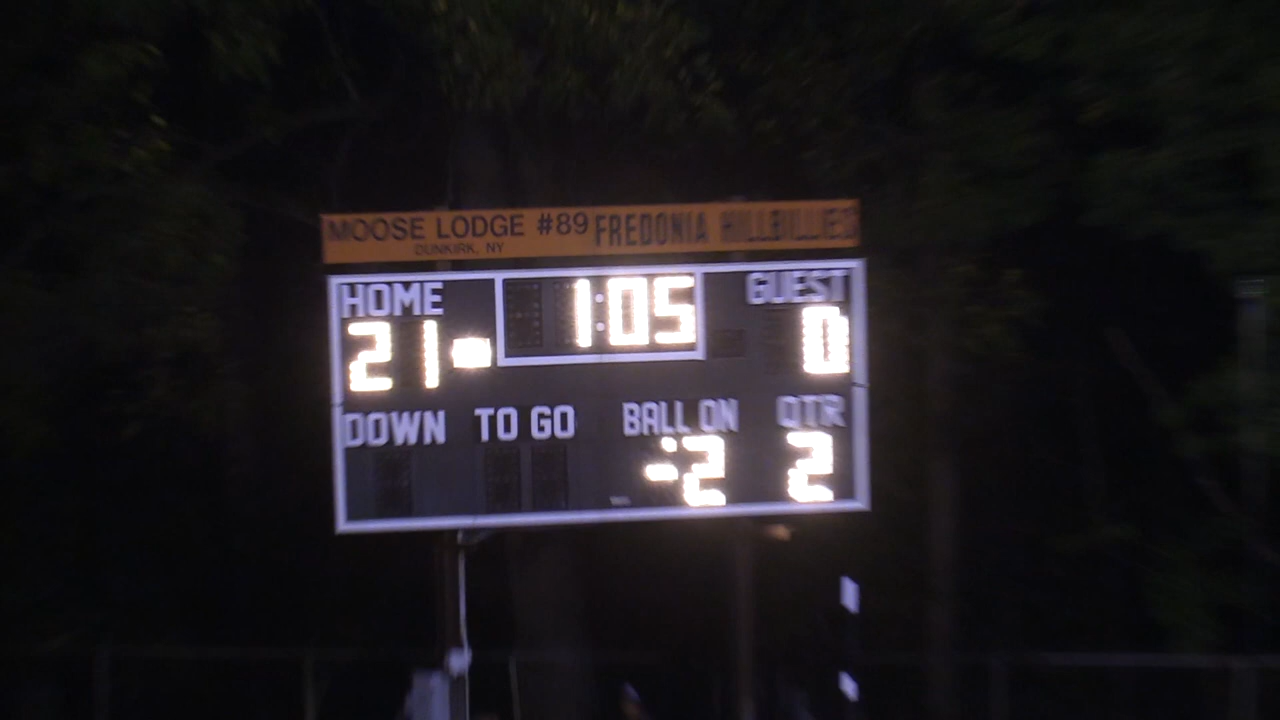 MOOSE LODGE #89 FREDONIA HILLBILLIES
DUNKIRK, NY
HOME 1:05 GUEST
21 0
DOWN TO GO BALL ON QTR
-2 2